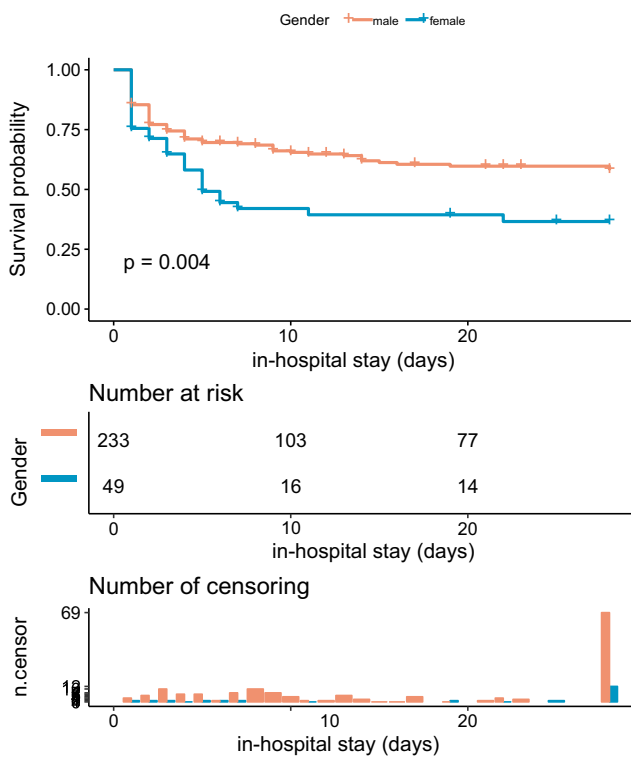 Gender male female
1.00
0.75
0.50
0.25
0.00
Survival probability
p = 0.004
0 10 20
in-hospital stay (days)
Number at risk
Gender
233 103 77
49 16 14
0 10 20
in-hospital stay (days)
Number of censoring
n.censor
69
0 10 20
in-hospital stay (days)